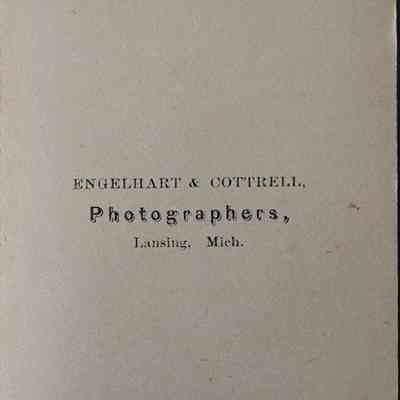 ENGELHART & COTTRELL,
Photographers,
Lansing, Mich.